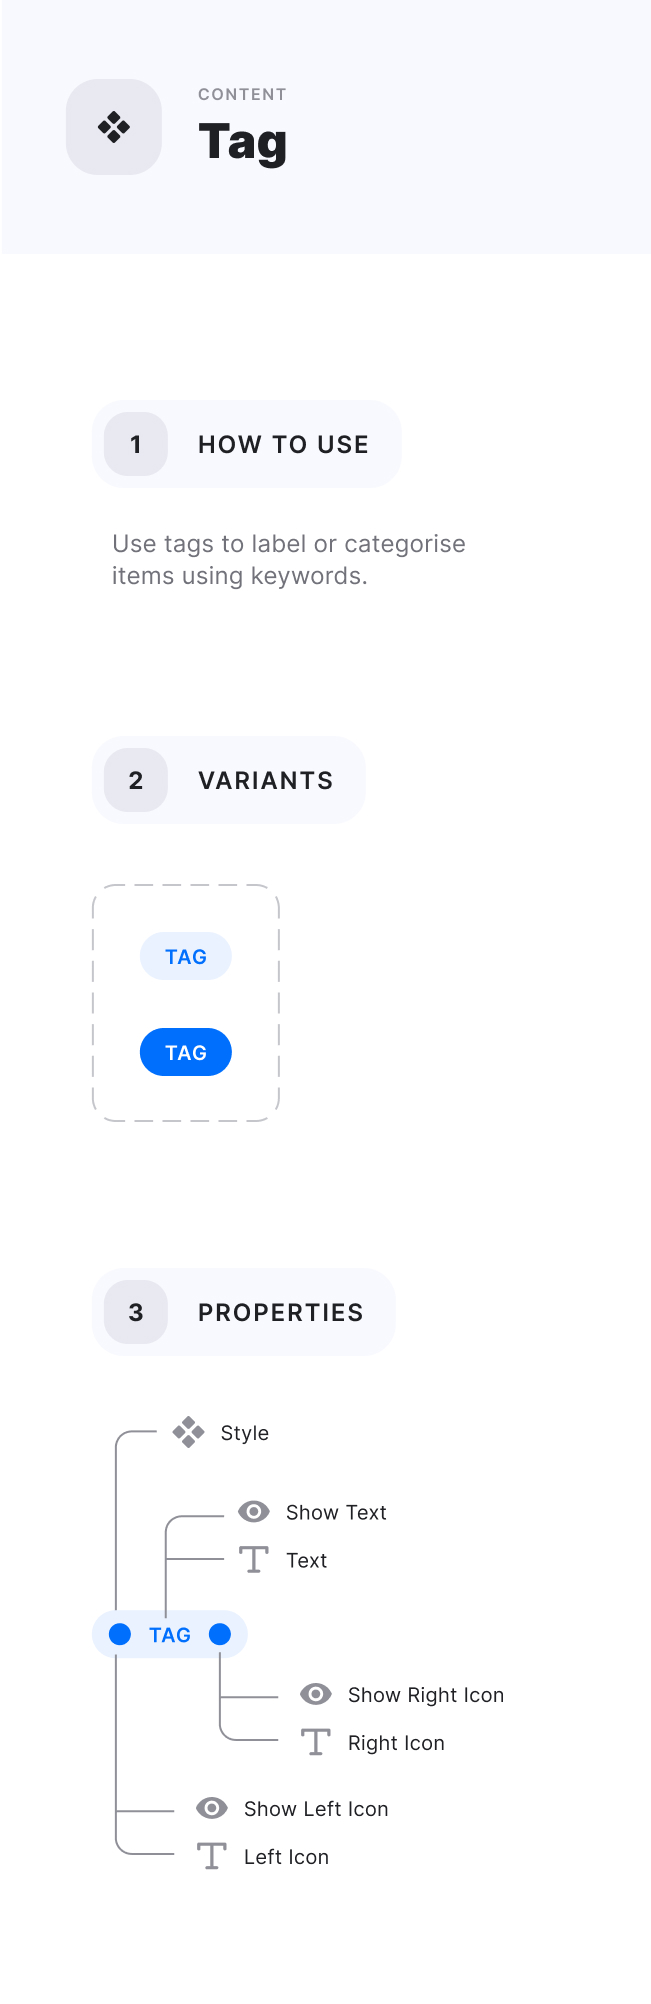 CONTENT
Tag
1 HOW TO USE
Use tags to label or categorise
items using keywords.
2 VARIANTS
TAG
TAG
3 PROPERTIES
Style
Show Text
Text
TAG
Show Right Icon
Right Icon
Show Left Icon
Left Icon